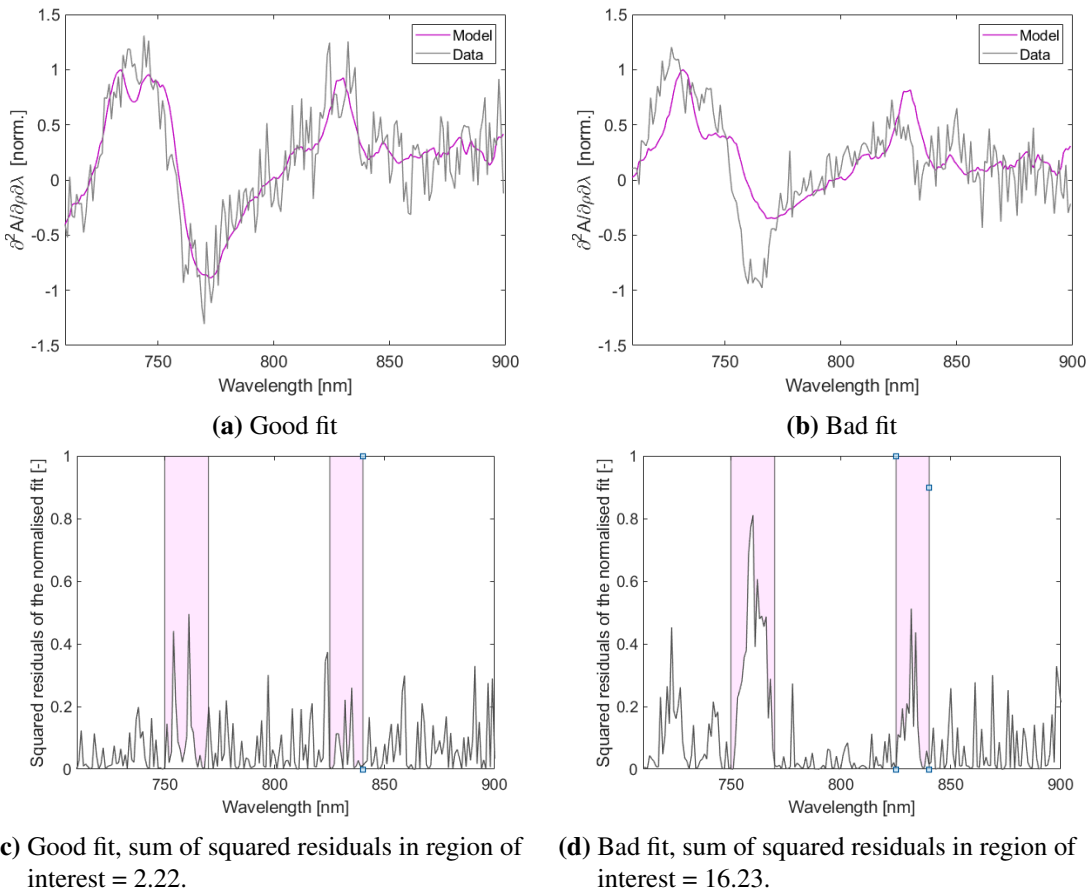 1.5
1
0.5
0
-0.5
-1
-1.5
750
800
850
900
∂²A/∂ρ∂λ [norm.]
Wavelength [nm]
Model
Data
(a) Good fit
1.5
1
0.5
0
-0.5
-1
-1.5
750
800
850
900
∂²A/∂ρ∂λ [norm.]
Wavelength [nm]
Model
Data
(b) Bad fit
1
0.8
0.6
0.4
0.2
0
750
800
850
900
Squared residuals of the normalised fit [-]
Wavelength [nm]
c) Good fit, sum of squared residuals in region of
interest = 2.22.
1
0.8
0.6
0.4
0.2
0
750
800
850
900
Squared residuals of the normalised fit [-]
Wavelength [nm]
(d) Bad fit, sum of squared residuals in region of
interest = 16.23.